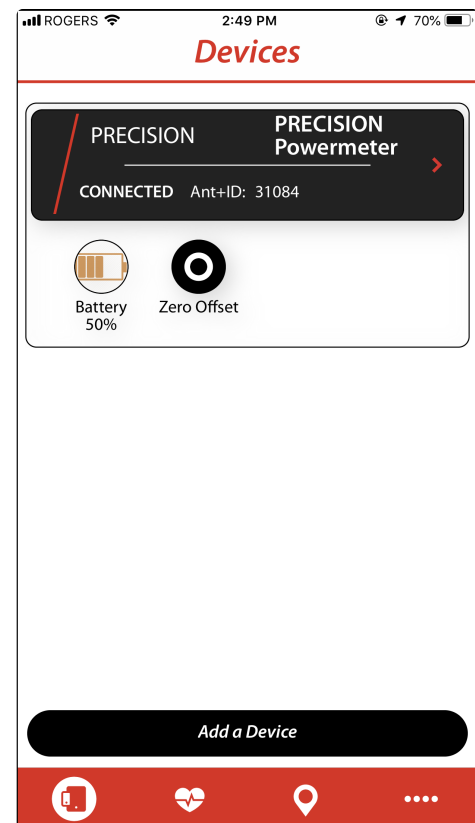 ROGERS 2:49 PM 70%
Devices
PRECISION
PRECISION
Powermeter
CONNECTED Ant+ID: 31084
Battery
50%
Zero Offset
Add a Device